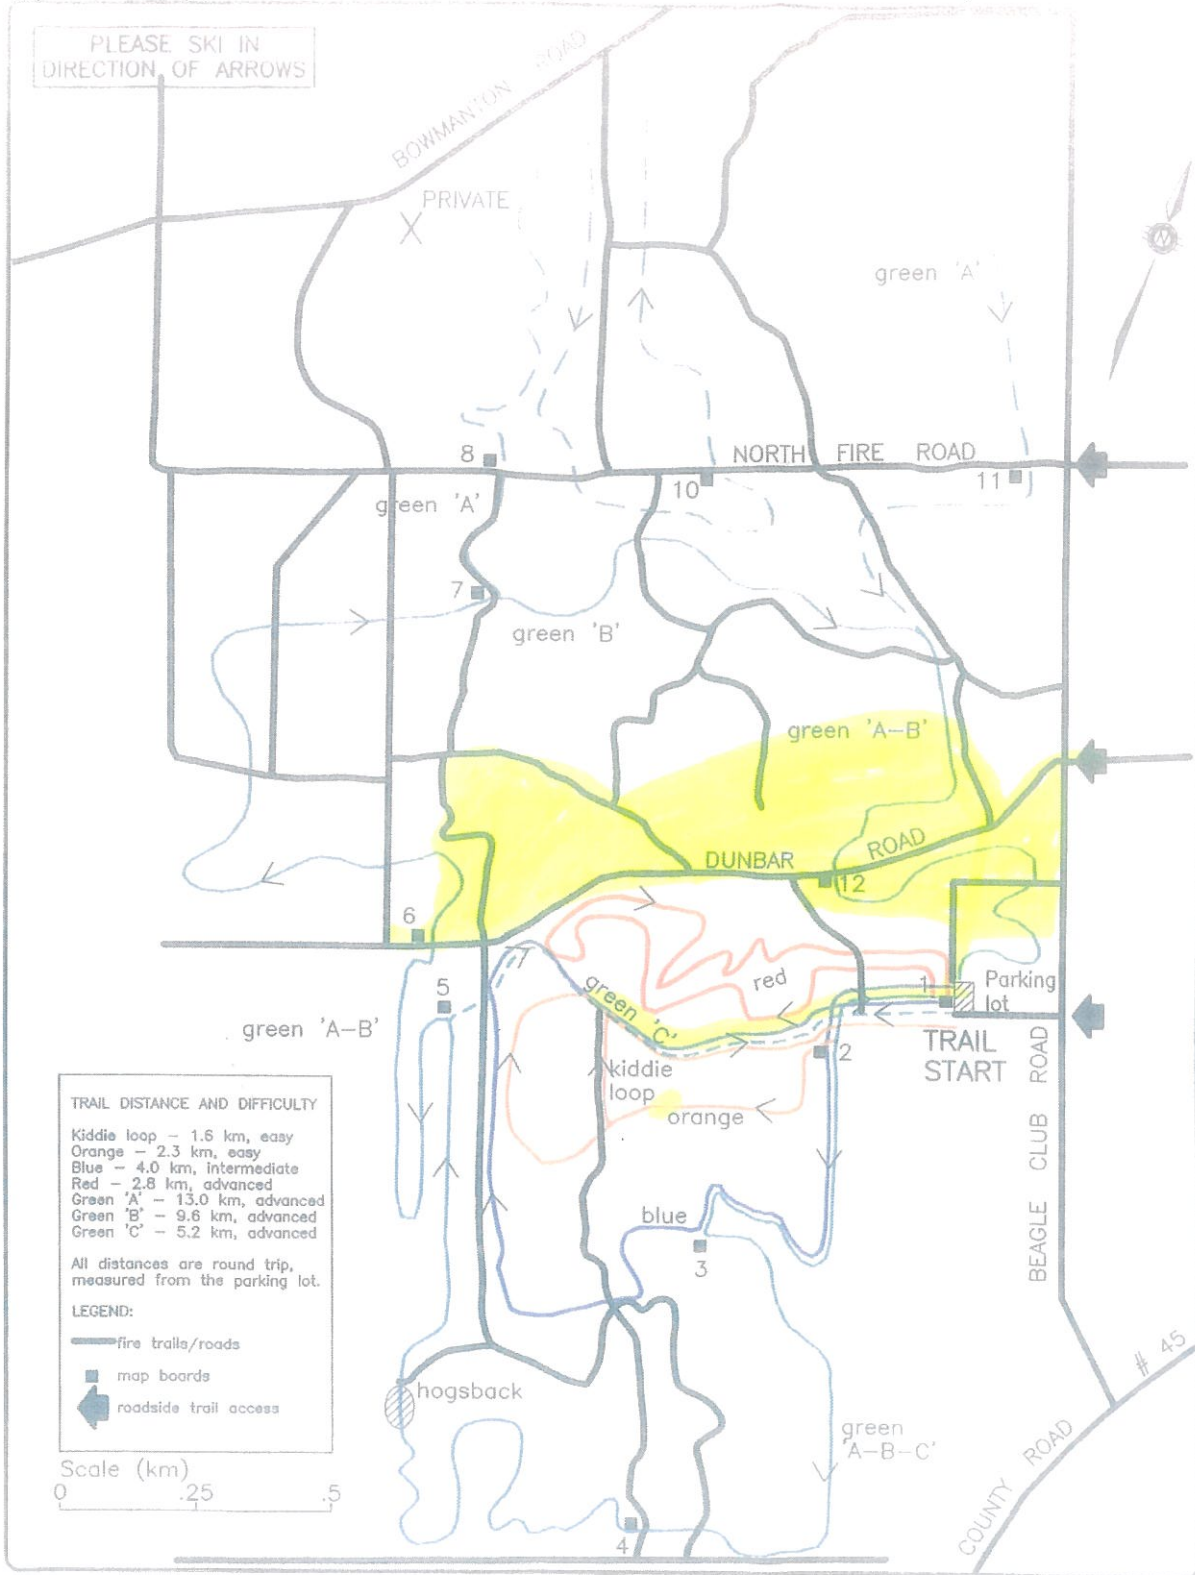 PLEASE SKI IN
DIRECTION OF ARROWS
BOWMANTON ROAD
PRIVATE
N
green 'A'
8
NORTH FIRE ROAD
10
11
green 'A'
7
green 'B'
green 'A-B'
DUNBAR ROAD
12
6
5
red
1
Parking
lot
green 'C'
green 'A-B'
2
TRAIL
START
kiddie
loop
orange
BEAGLE CLUB ROAD
TRAIL DISTANCE AND DIFFICULTY
Kiddie loop - 1.6 km, easy
Orange - 2.3 km, easy
Blue - 4.0 km, intermediate
Red - 2.8 km, advanced
Green 'A' - 13.0 km, advanced
Green 'B' - 9.6 km, advanced
Green 'C' - 5.2 km, advanced
All distances are round trip,
measured from the parking lot.
LEGEND:
fire trails/roads
map boards
roadside trail access
blue
3
hogsback
green
'A-B-C'
COUNTY ROAD # 45
Scale (km)
0 .25 .5
4